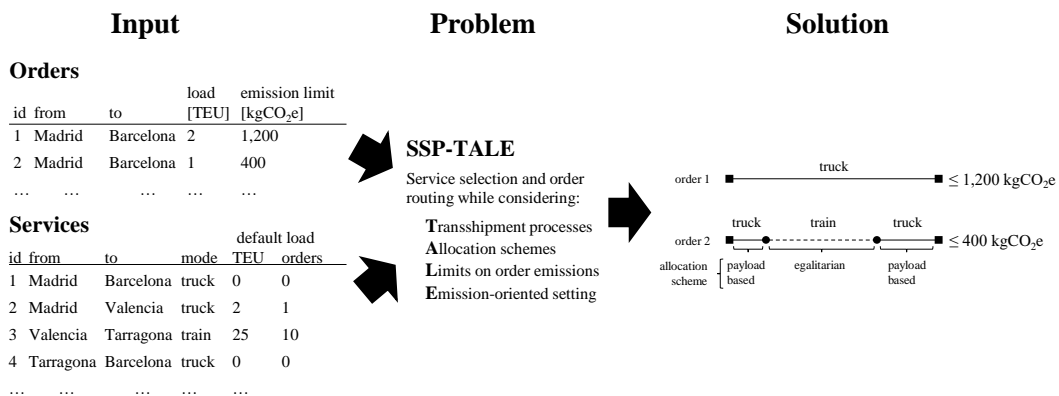 Input
Problem
Solution
Orders
load emission limit
id from to [TEU] [kgCO₂e]
1 Madrid Barcelona 2 1,200
2 Madrid Barcelona 1 400
... ... ... ... ...
Services
default load
id from to mode TEU orders
1 Madrid Barcelona truck 0 0
2 Madrid Valencia truck 2 1
3 Valencia Tarragona train 25 10
4 Tarragona Barcelona truck 0 0
... ... ... ... ...
SSP-TALE
Service selection and order
routing while considering:
Transshipment processes
Allocation schemes
Limits on order emissions
Emission-oriented setting
truck
order 1 ≤ 1,200 kgCO₂e
truck train truck
order 2 ≤400 kgCO₂e
allocation payload egalitarian payload
scheme based based